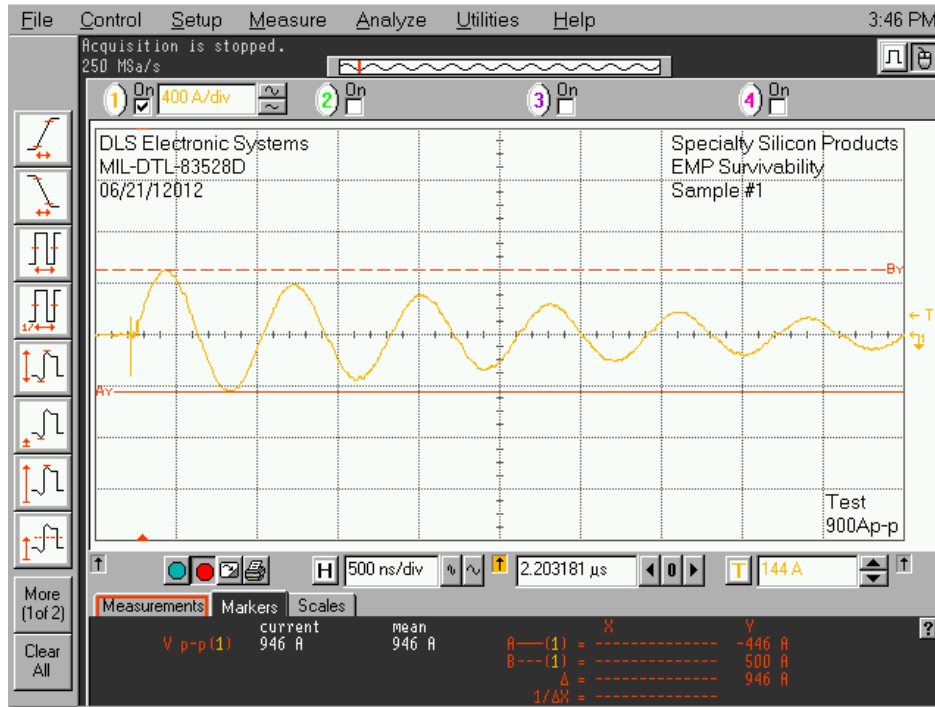 File Control Setup Measure Analyze Utilities Help 3:46 PM
Acquisition is stopped.
250 MSa/s
1) On 400 A/div 2) On 3) On 4) On
DLS Electronic Systems Specialty Silicon Products
MIL-DTL-83528D EMP Survivability
06/21/12012 Sample #1
BY
T
1
AY
1/
Test
900Ap-p
H 500 ns/div 2.203181 µs 0 T 144 A
More
(1of 2)
Clear
All
Measurements Markers Scales
current mean X Y ?
V p-p(1) 946 A 946 A A——(1) = --------------- -446 A
B---(1) = --------------- 500 A
Δ = --------------- 946 A
1/ΔX = ---------------